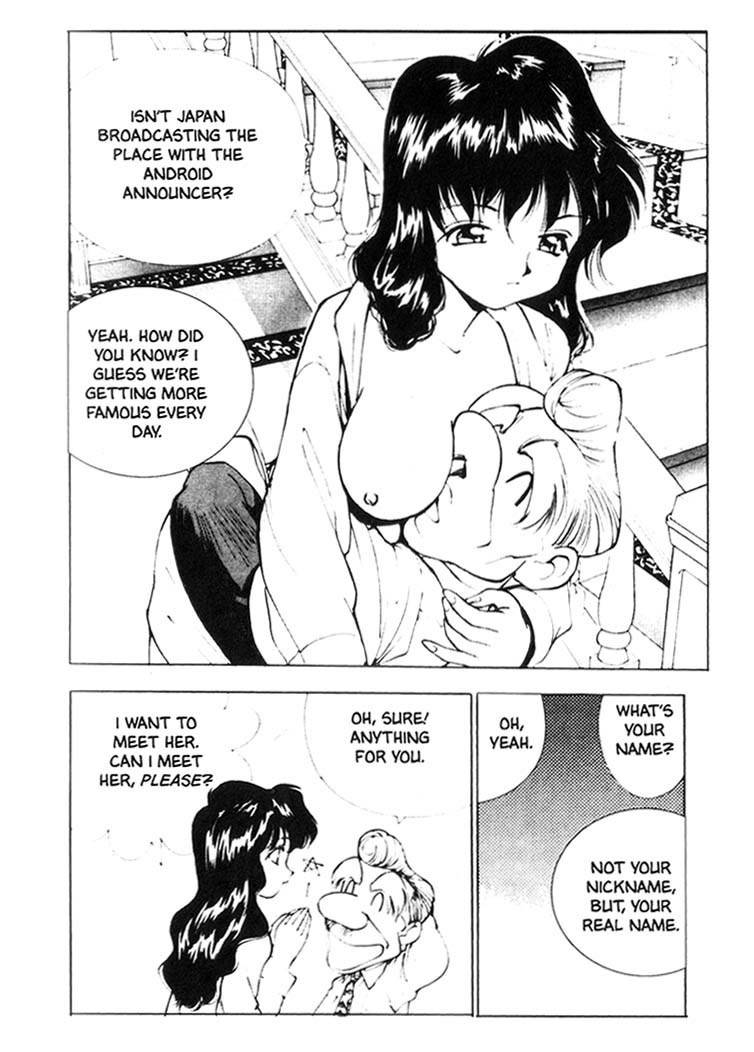 ISN'T JAPAN
BROADCASTING THE
PLACE WITH THE
ANDROID
ANNOUNCER?
YEAH. HOW DID
YOU KNOW? I
GUESS WE'RE
GETTING MORE
FAMOUS EVERY
DAY.
I WANT TO
MEET HER.
CAN I MEET
HER, PLEASE?
OH, SURE!
ANYTHING
FOR YOU.
OH,
YEAH.
WHAT'S
YOUR
NAME?
NOT YOUR
NICKNAME,
BUT, YOUR
REAL NAME.